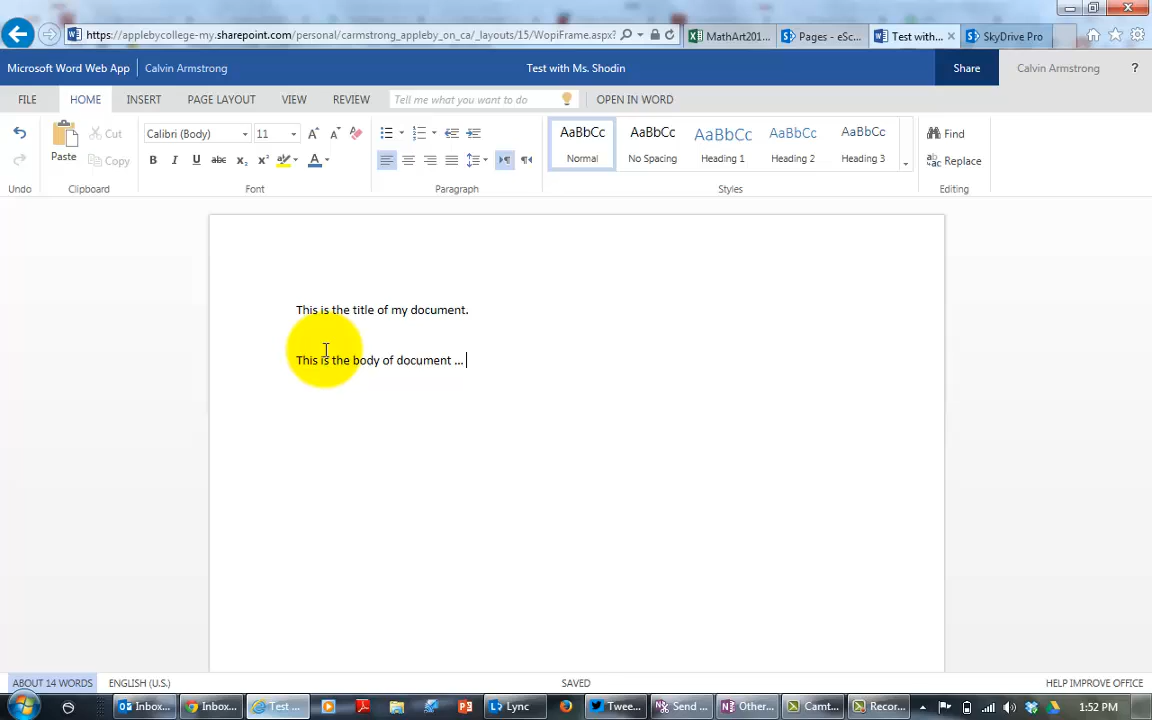 https://applebycollege-my.sharepoint.com/personal/carmstrong_appleby_on_ca/_layouts/15/WopiFrame.aspx?
MathArt201...
Pages - eSc...
Test with...
SkyDrive Pro
Microsoft Word Web App
Calvin Armstrong
Test with Ms. Shodin
Share
Calvin Armstrong
?
FILE
HOME
INSERT
PAGE LAYOUT
VIEW
REVIEW
Tell me what you want to do
OPEN IN WORD
Paste
Cut
Copy
Calibri (Body)
11
B I U abc x₂ x² A
AaBbCc
Normal
AaBbCc
No Spacing
AaBbCc
Heading 1
AaBbCc
Heading 2
AaBbCc
Heading 3
Find
Replace
Undo
Clipboard
Font
Paragraph
Styles
Editing
This is the title of my document.
This is the body of document ...
ABOUT 14 WORDS
ENGLISH (U.S.)
SAVED
HELP IMPROVE OFFICE
Inbox...
Inbox...
Test ...
Lync
Twee...
Send ...
Other...
Camt...
Recor...
1:52 PM